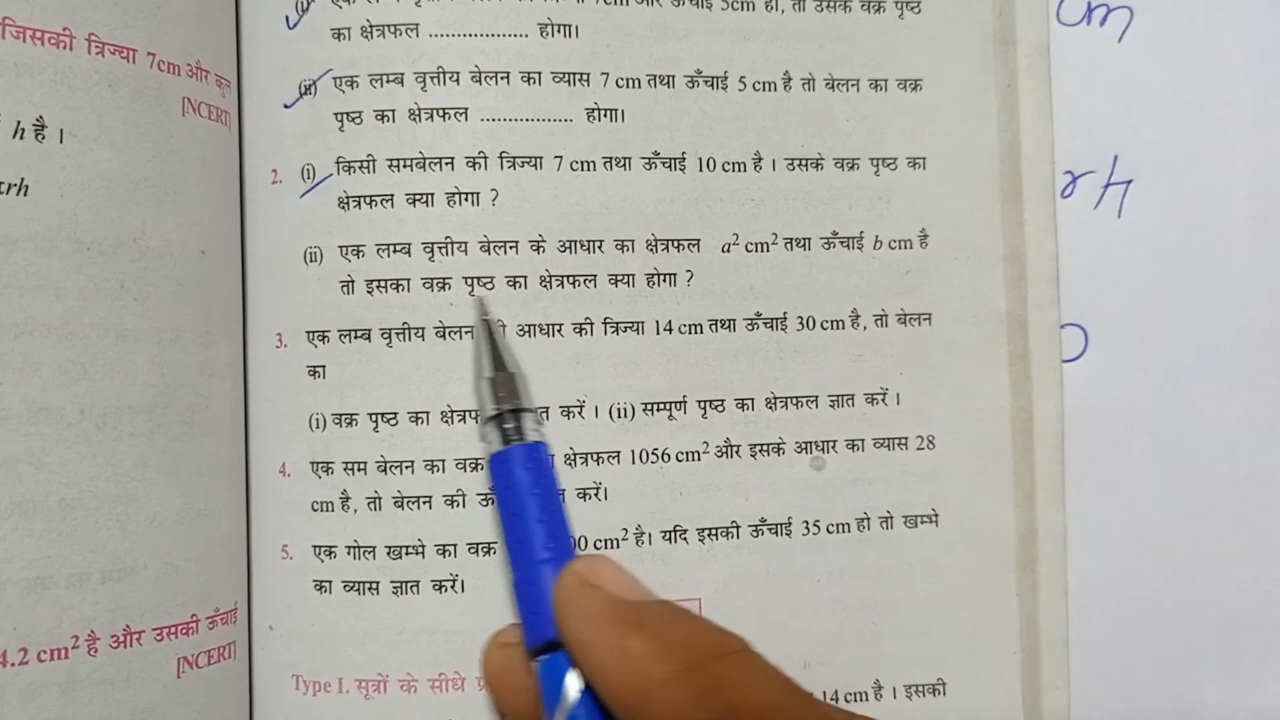 जिसकी त्रिज्या 7cm और कुल
[NCERT]
h है ।
rh
4.2 cm² है और उसकी ऊँचाई
[NCERT]
5cm हो, तो उसके वक्र पृष्ठ
का क्षेत्रफल .................. होगा।
(ii) एक लम्ब वृत्तीय बेलन का व्यास 7 cm तथा ऊँचाई 5 cm है तो बेलन का वक्र
पृष्ठ का क्षेत्रफल ................. होगा।
2. (i) किसी समबेलन की त्रिज्या 7 cm तथा ऊँचाई 10 cm है । उसके वक्र पृष्ठ का
क्षेत्रफल क्या होगा ?
(ii) एक लम्ब वृत्तीय बेलन के आधार का क्षेत्रफल a² cm² तथा ऊँचाई b cm है
तो इसका वक्र पृष्ठ का क्षेत्रफल क्या होगा ?
3. एक लम्ब वृत्तीय बेलन आधार की त्रिज्या 14 cm तथा ऊँचाई 30 cm है, तो बेलन
का
(i) वक्र पृष्ठ का करें । (ii) सम्पूर्ण पृष्ठ का क्षेत्रफल ज्ञात करें ।
4. एक सम बेलन का वक्र क्षेत्रफल 1056 cm² और इसके आधार का व्यास 28
cm है, तो बेलन की करें।
5. एक गोल खम्भे का वक्र cm² है। यदि इसकी ऊँचाई 35 cm हो तो खम्भे
का व्यास ज्ञात करें।
Type I. सूत्रों के सीधे
14 cm है । इसकी
cm
rh